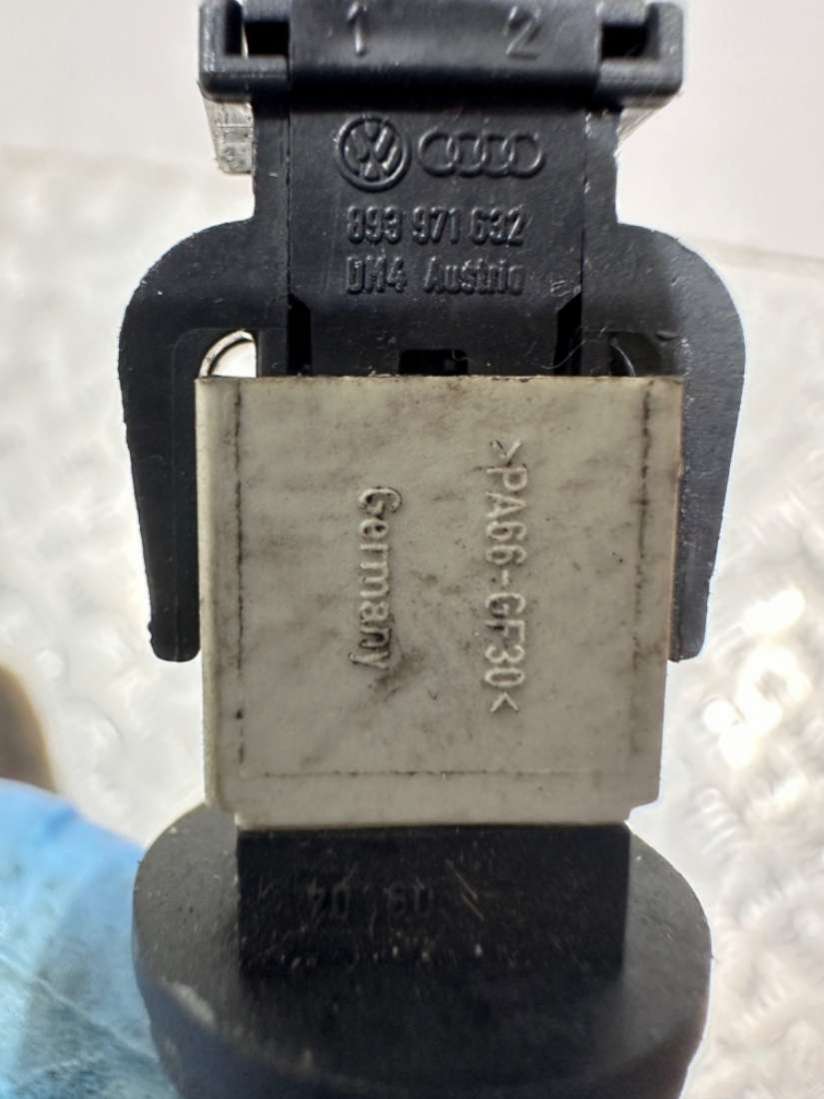 1 2
893 971 632
DM4 Austria
>PA66-GF30<
Germany